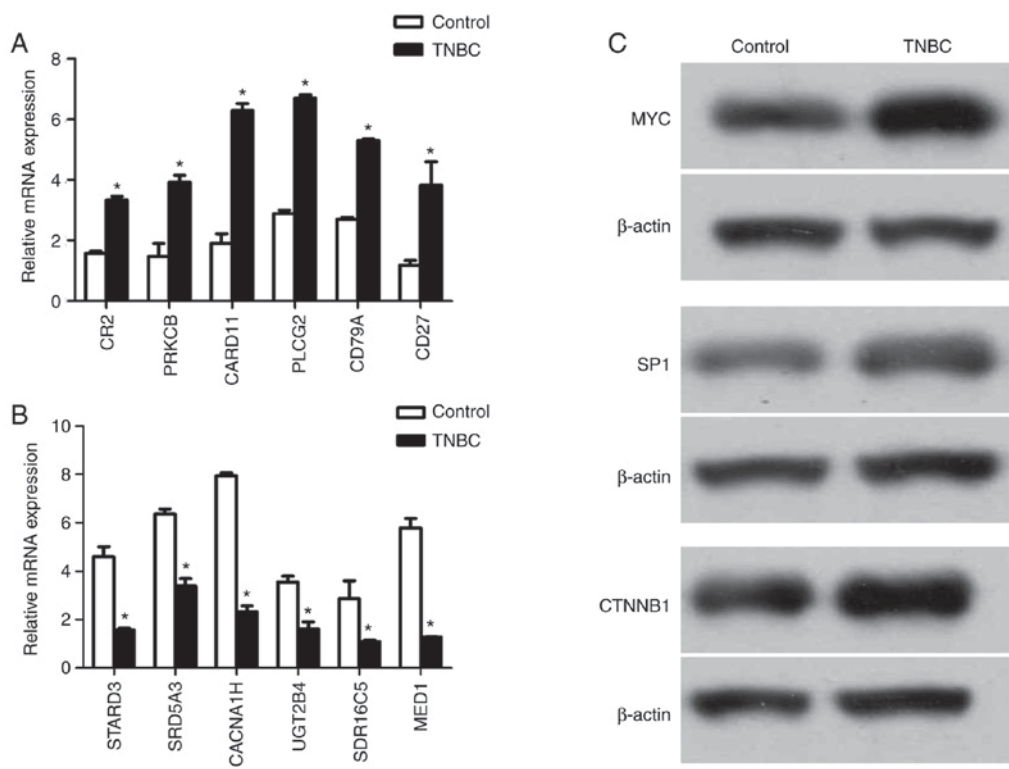 A
Control
TNBC
Relative mRNA expression
8
6
4
2
0
* * * * * *
CR2
PRKCB
CARD11
PLCG2
CD79A
CD27
B
Control
TNBC
Relative mRNA expression
10
8
6
4
2
0
* * * * * *
STARD3
SRD5A3
CACNA1H
UGT2B4
SDR16C5
MED1
C
Control TNBC
MYC
β-actin
SP1
β-actin
CTNNB1
β-actin